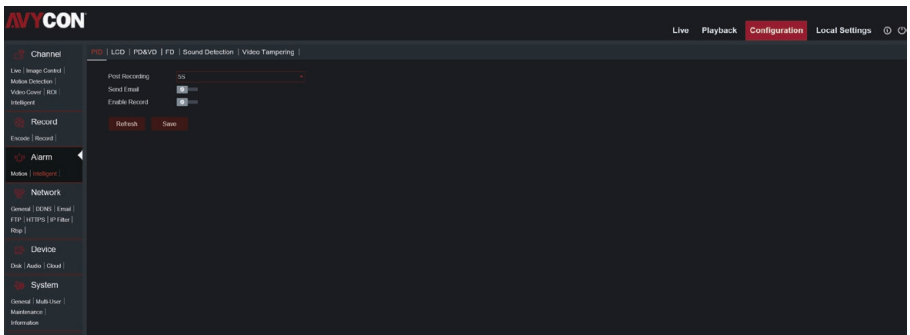 AVYCON
Live Playback Configuration Local Settings
Channel
Live | Image Control |
Motion Detection |
Video Cover | ROI |
Intelligent
Record
Encode | Record |
Alarm
Motion | Intelligent |
Network
General | DDNS | Email |
FTP | HTTPS | IP Filter |
Rtsp |
Device
Disk | Audio | Cloud |
System
General | Multi-User |
Maintenance |
Information
PID | LCD | PD&VD | FD | Sound Detection | Video Tampering |
Post Recording 5S
Send Email
Enable Record
Refresh Save